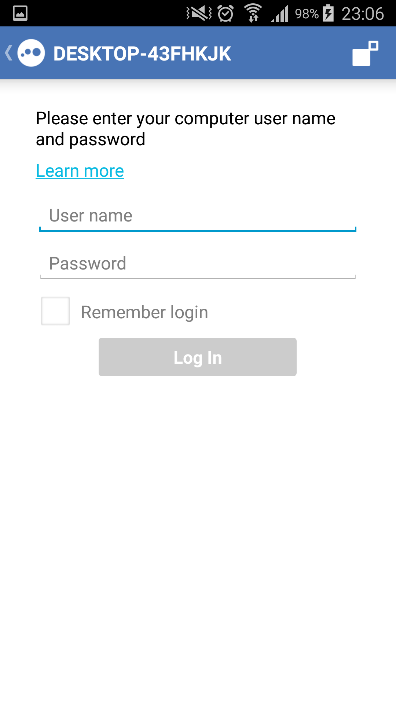 98% 23:06
DESKTOP-43FHKJK
Please enter your computer user name
and password
Learn more
User name
Password
Remember login
Log In